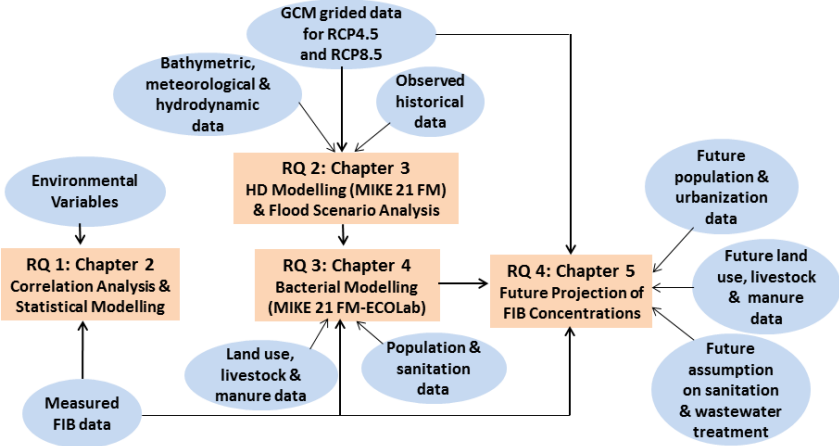 GCM grided data
for RCP4.5
and RCP8.5
Bathymetric,
meteorological &
hydrodynamic
data
Observed
historical
data
RQ 2: Chapter 3
HD Modelling (MIKE 21 FM)
& Flood Scenario Analysis
Future
population &
urbanization
data
Environmental
Variables
RQ 1: Chapter 2
Correlation Analysis &
Statistical Modelling
RQ 3: Chapter 4
Bacterial Modelling
(MIKE 21 FM-ECOLab)
RQ 4: Chapter 5
Future Projection of
FIB Concentrations
Future land
use, livestock
& manure
data
Land use,
livestock &
manure data
Population &
sanitation
data
Future
assumption
on sanitation
& wastewater
treatment
Measured
FIB data